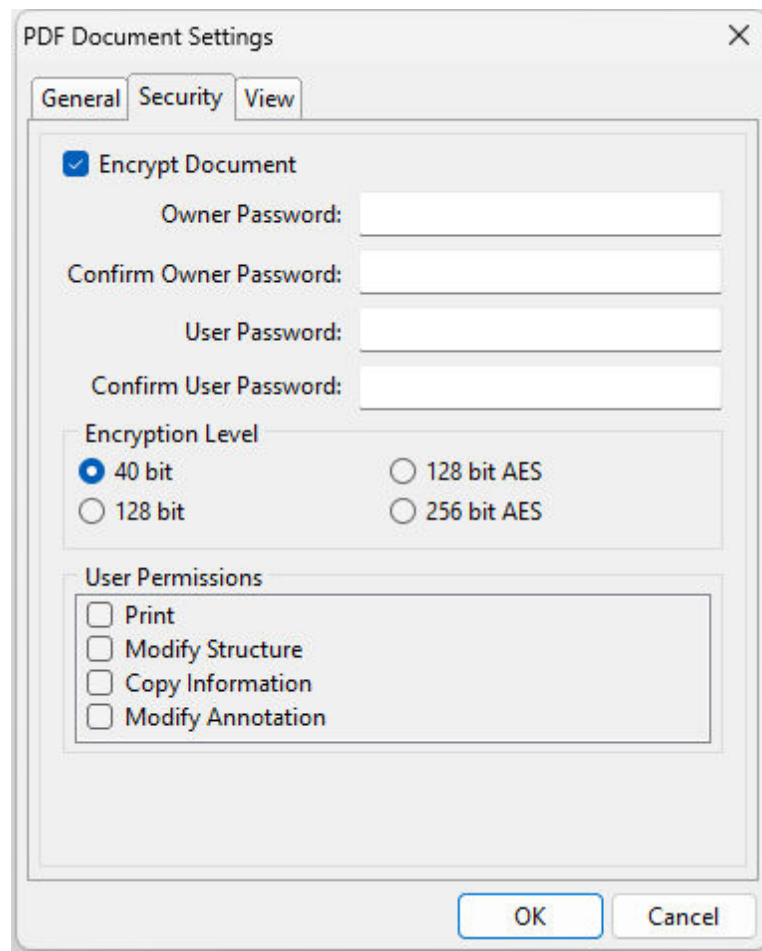 PDF Document Settings
General Security View
Encrypt Document
Owner Password:
Confirm Owner Password:
User Password:
Confirm User Password:
Encryption Level
40 bit 128 bit AES
128 bit 256 bit AES
User Permissions
Print
Modify Structure
Copy Information
Modify Annotation
OK Cancel